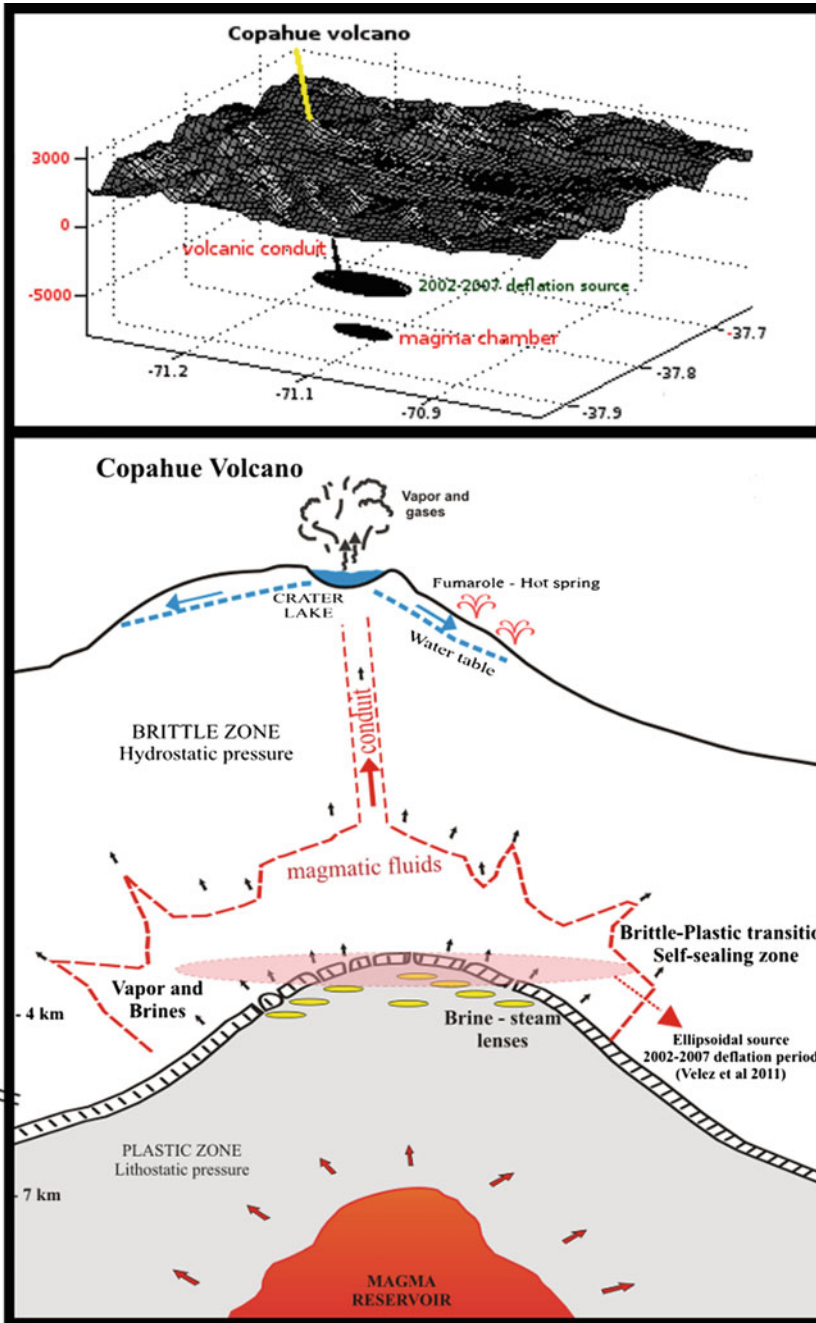 Copahue volcano
3000
0
-5000
volcanic conduit
2002-2007 deflation source
magma chamber
-71.2
-71.1
-70.9
-37.9
-37.8
-37.7
Copahue Volcano
Vapor and
gases
CRATER
LAKE
Fumarole - Hot spring
Water table
BRITTLE ZONE
Hydrostatic pressure
conduit
magmatic fluids
Brittle-Plastic transitio
Self-sealing zone
Vapor and
Brines
- 4 km
Brine - steam
lenses
Ellipsoidal source
2002-2007 deflation period
(Velez et al 2011)
PLASTIC ZONE
Lithostatic pressure
- 7 km
MAGMA
RESERVOIR